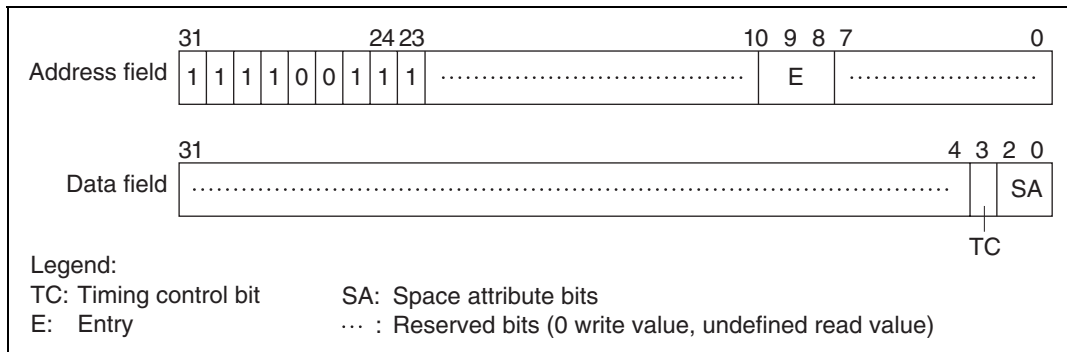 31 24 23 10 9 8 7 0
Address field 1 1 1 1 0 0 1 1 1 ⋯ E ⋯
31 4 3 2 0
Data field ⋯ SA
TC
Legend:
TC: Timing control bit SA: Space attribute bits
E: Entry ⋯ : Reserved bits (0 write value, undefined read value)